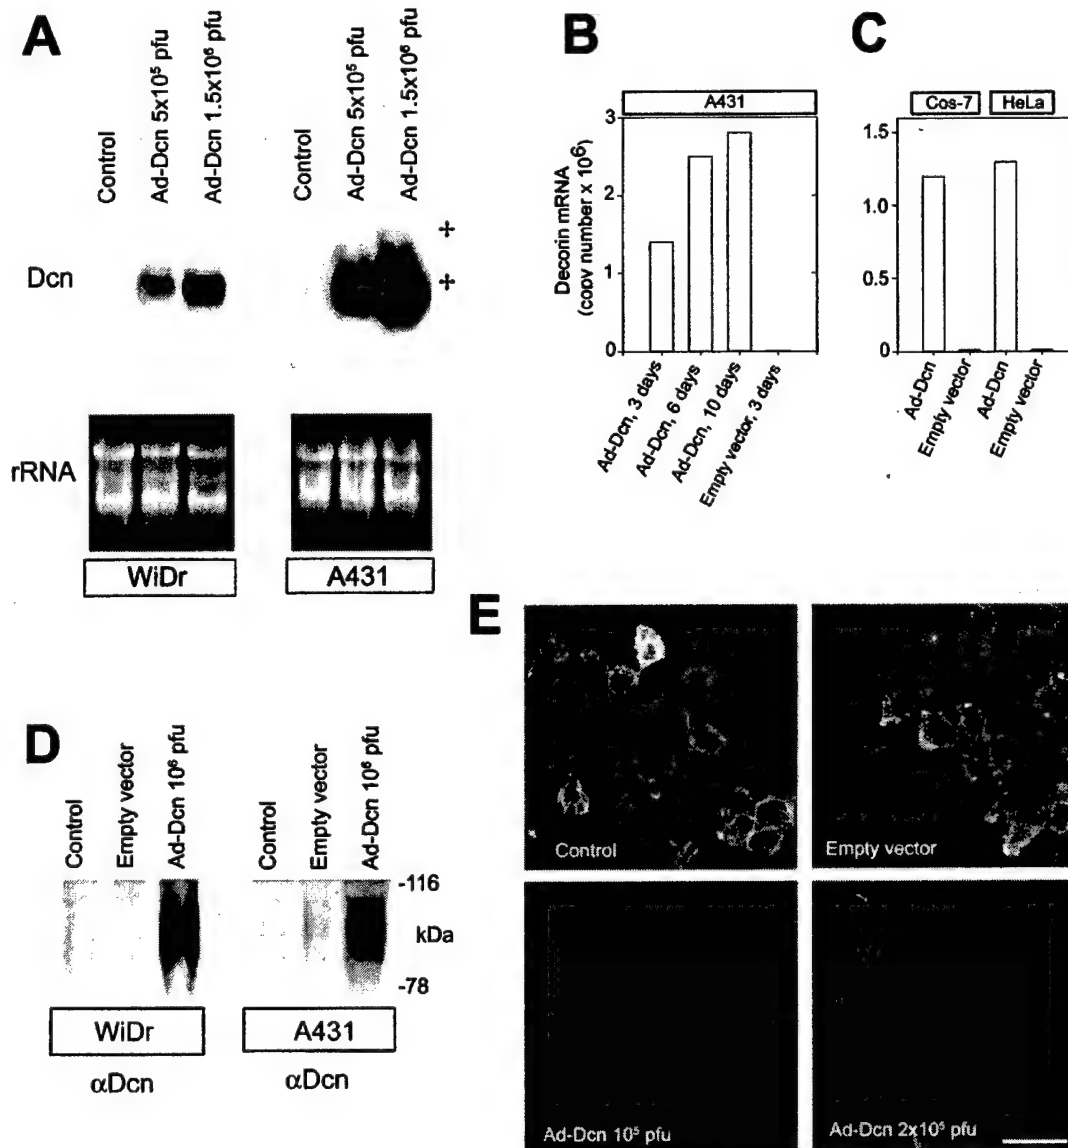 A
Control
Ad-Dcn 5x10⁵ pfu
Ad-Dcn 1.5x10⁶ pfu
Control
Ad-Dcn 5x10⁵ pfu
Ad-Dcn 1.5x10⁶ pfu
Dcn
rRNA
WiDr
A431
B
A431
Decorin mRNA
(copy number x 10⁶)
3
2
1
0
Ad-Dcn, 3 days
Ad-Dcn, 6 days
Ad-Dcn, 10 days
Empty vector, 3 days
C
Cos-7
HeLa
1.5
1.0
0.5
0
Ad-Dcn
Empty vector
Ad-Dcn
Empty vector
D
Control
Empty vector
Ad-Dcn 10⁶ pfu
Control
Empty vector
Ad-Dcn 10⁶ pfu
-116
kDa
-78
WiDr
A431
αDcn
αDcn
E
Control
Empty vector
Ad-Dcn 10⁵ pfu
Ad-Dcn 2x10⁵ pfu